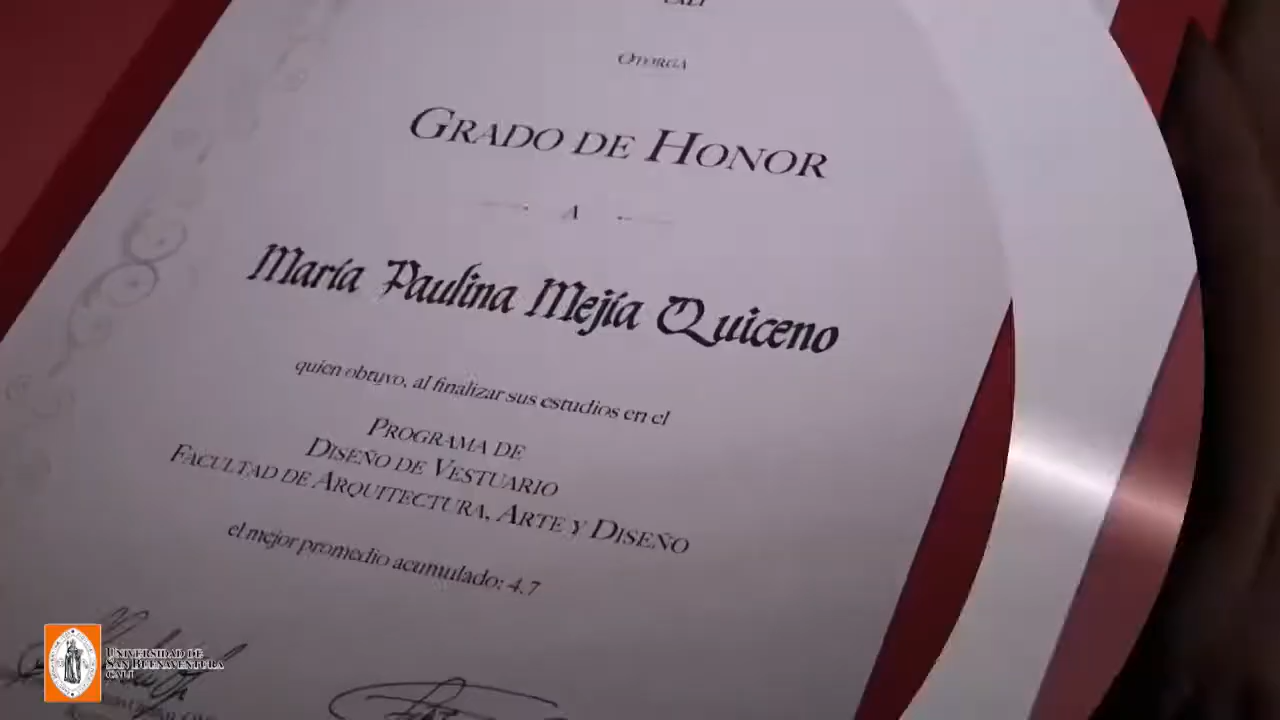 CALI
OTORGA
GRADO DE HONOR
A
María Paulina Mejía Quiceno
quien obtuvo, al finalizar sus estudios en el
PROGRAMA DE
DISEÑO DE VESTUARIO
FACULTAD DE ARQUITECTURA, ARTE Y DISEÑO
el mejor promedio acumulado: 4.7
UNIVERSIDAD DE
SAN BUENAVENTURA
CALI